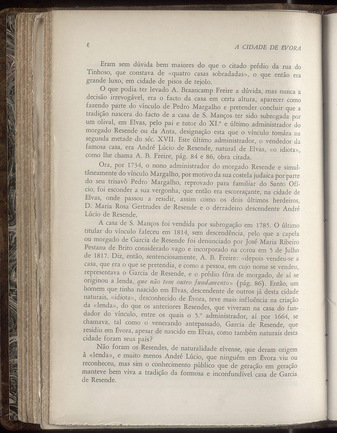 6
A CIDADE DE EVORA
Eram sem dúvida bem maiores do que o citado prédio da rua do
Tinhoso, que constava de «quatro casas sobradadas», o que então era
grande luxo, em cidade de pisos de tejolo.
O que podia ter levado A. Braancamp Freire a dúvida, mas nunca a
decisão irrevogável, era o facto da casa em certa altura, aparecer como
fazendo parte do vínculo de Pedro Margalho e pretender concluir que a
tradição nascera do facto de a casa de S. Manços ter sido subrogada por
um olival, em Elvas, pelo pai e tutor do XI.º e último administrador do
morgado Resende ou da Anta, designação esta que o vínculo tomára na
segunda metade do séc. XVII. Este último administrador, o vendedor da
famosa casa, era André Lúcio de Resende, natural de Elvas, «o idiota»,
como lhe chama A. B. Freire, pág. 84 e 86, obra citada.
Ora, por 1734, o nono administrador do morgado Resende e simul-
tâneamente do vínculo Margalho, por motivo da sua costela judaica por parte
do seu trisavô Pedro Margalho, reprovado para familiar do Santo Ofí-
cio, foi esconder a sua vergonha, que então era escorraçante, na cidade de
Elvas, onde passou a residir, assim como os dois últimos herdeiros,
D. Maria Rosa Gertrudes de Resende e o derradeiro descendente André
Lúcio de Resende.
A casa de S. Manços foi vendida por subrogação em 1785. O último
titular do vínculo faleceu em 1814, sem descendência, pelo que a capela
ou morgado de Garcia de Resende foi denunciado por José Maria Ribeiro
Pestana de Brito considerado vago e incorporado na coroa em 5 de Julho
de 1817. Diz, então, sentenciosamente, A. B. Freire: «depois vendeu-se a
casa, que era o que se pretendia, e como a pessoa, em cujo nome se vendeu,
representava o Garcia de Resende, e o prédio fôra de morgado, de aí se
originou a lenda, que não tem outro fundamento» (pág. 86). Então, um
homem que tinha nascido em Elvas, descendente de outros já desta cidade
naturais, «idiota», desconhecido de Évora, teve mais influência na criação
da «lenda», do que os anteriores Resendes, que viveram na casa do fun-
dador do vínculo, entre os quais o 5.º administrador, aí por 1664, se
chamava, tal como o venerando antepassado, Garcia de Resende, que
residiu em Évora, apesar de nascido em Elvas, como também naturais desta
cidade foram seus pais?
Não foram os Resendes, de naturalidade elvense, que deram origem
à «lenda», e muito menos André Lúcio, que ninguém em Évora viu ou
reconheceu, mas sim o conhecimento público que de geração em geração
manteve bem viva a tradição da formosa e inconfundível casa de Garcia
de Resende.